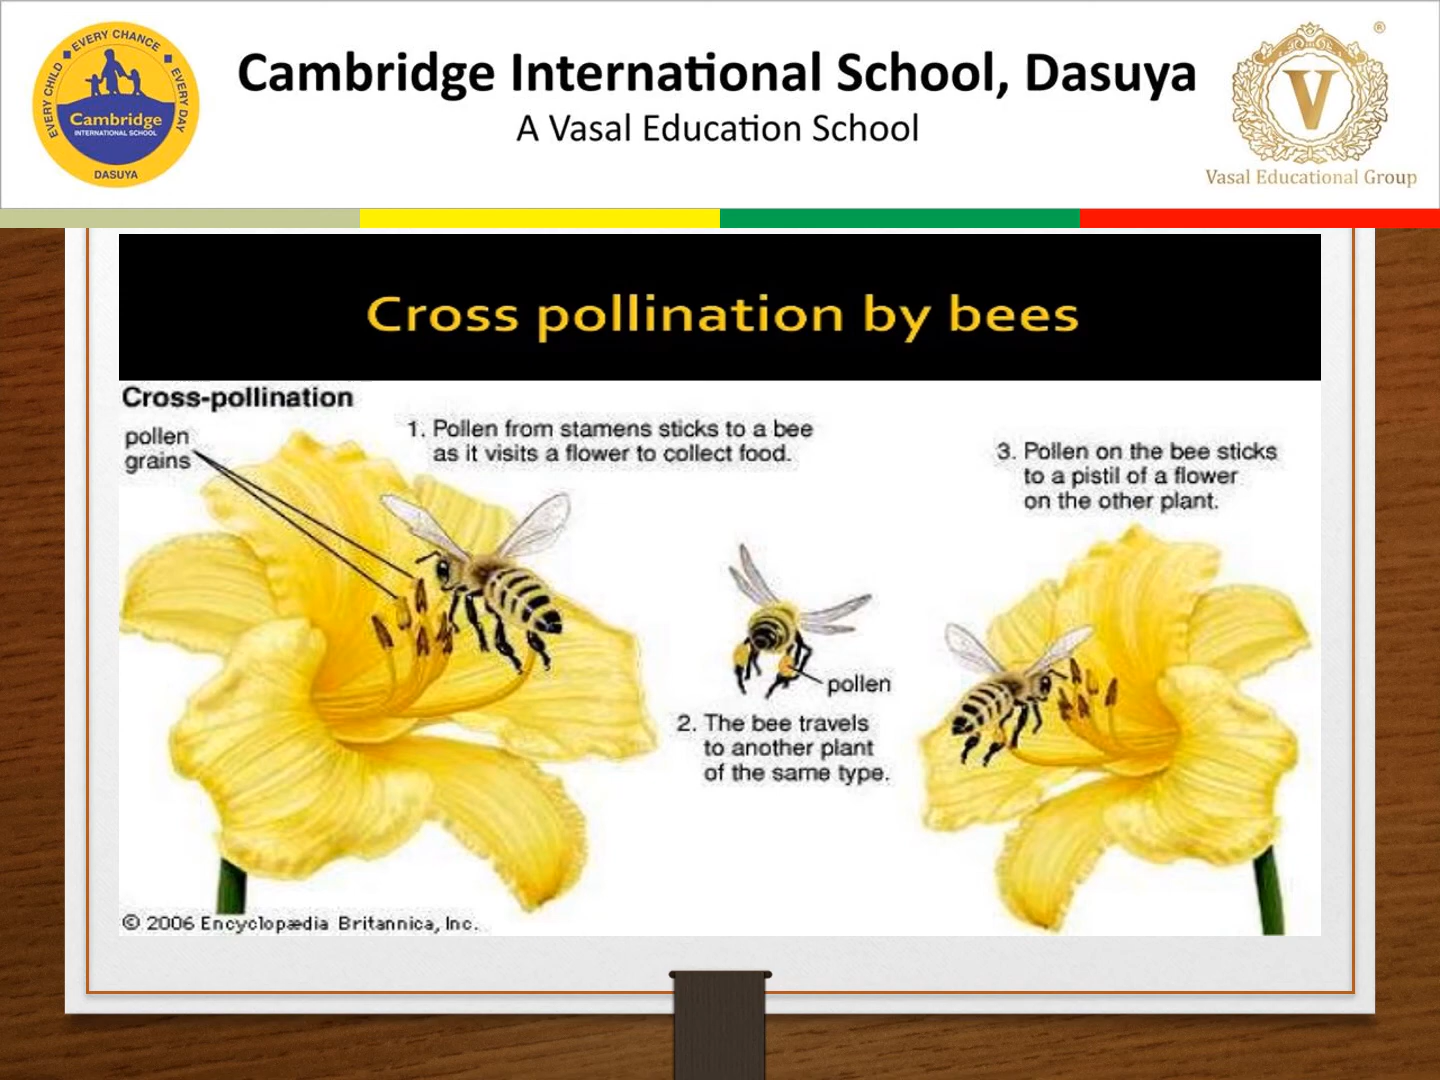 EVERY CHILD ■ EVERY CHANCE ■ EVERY DAY
Cambridge
INTERNATIONAL SCHOOL
DASUYA
Cambridge International School, Dasuya
A Vasal Education School
®
V
Vasal Educational Group
Cross pollination by bees
Cross-pollination
pollen
grains
1. Pollen from stamens sticks to a bee
as it visits a flower to collect food.
pollen
2. The bee travels
to another plant
of the same type.
3. Pollen on the bee sticks
to a pistil of a flower
on the other plant.
© 2006 Encyclopædia Britannica, Inc.